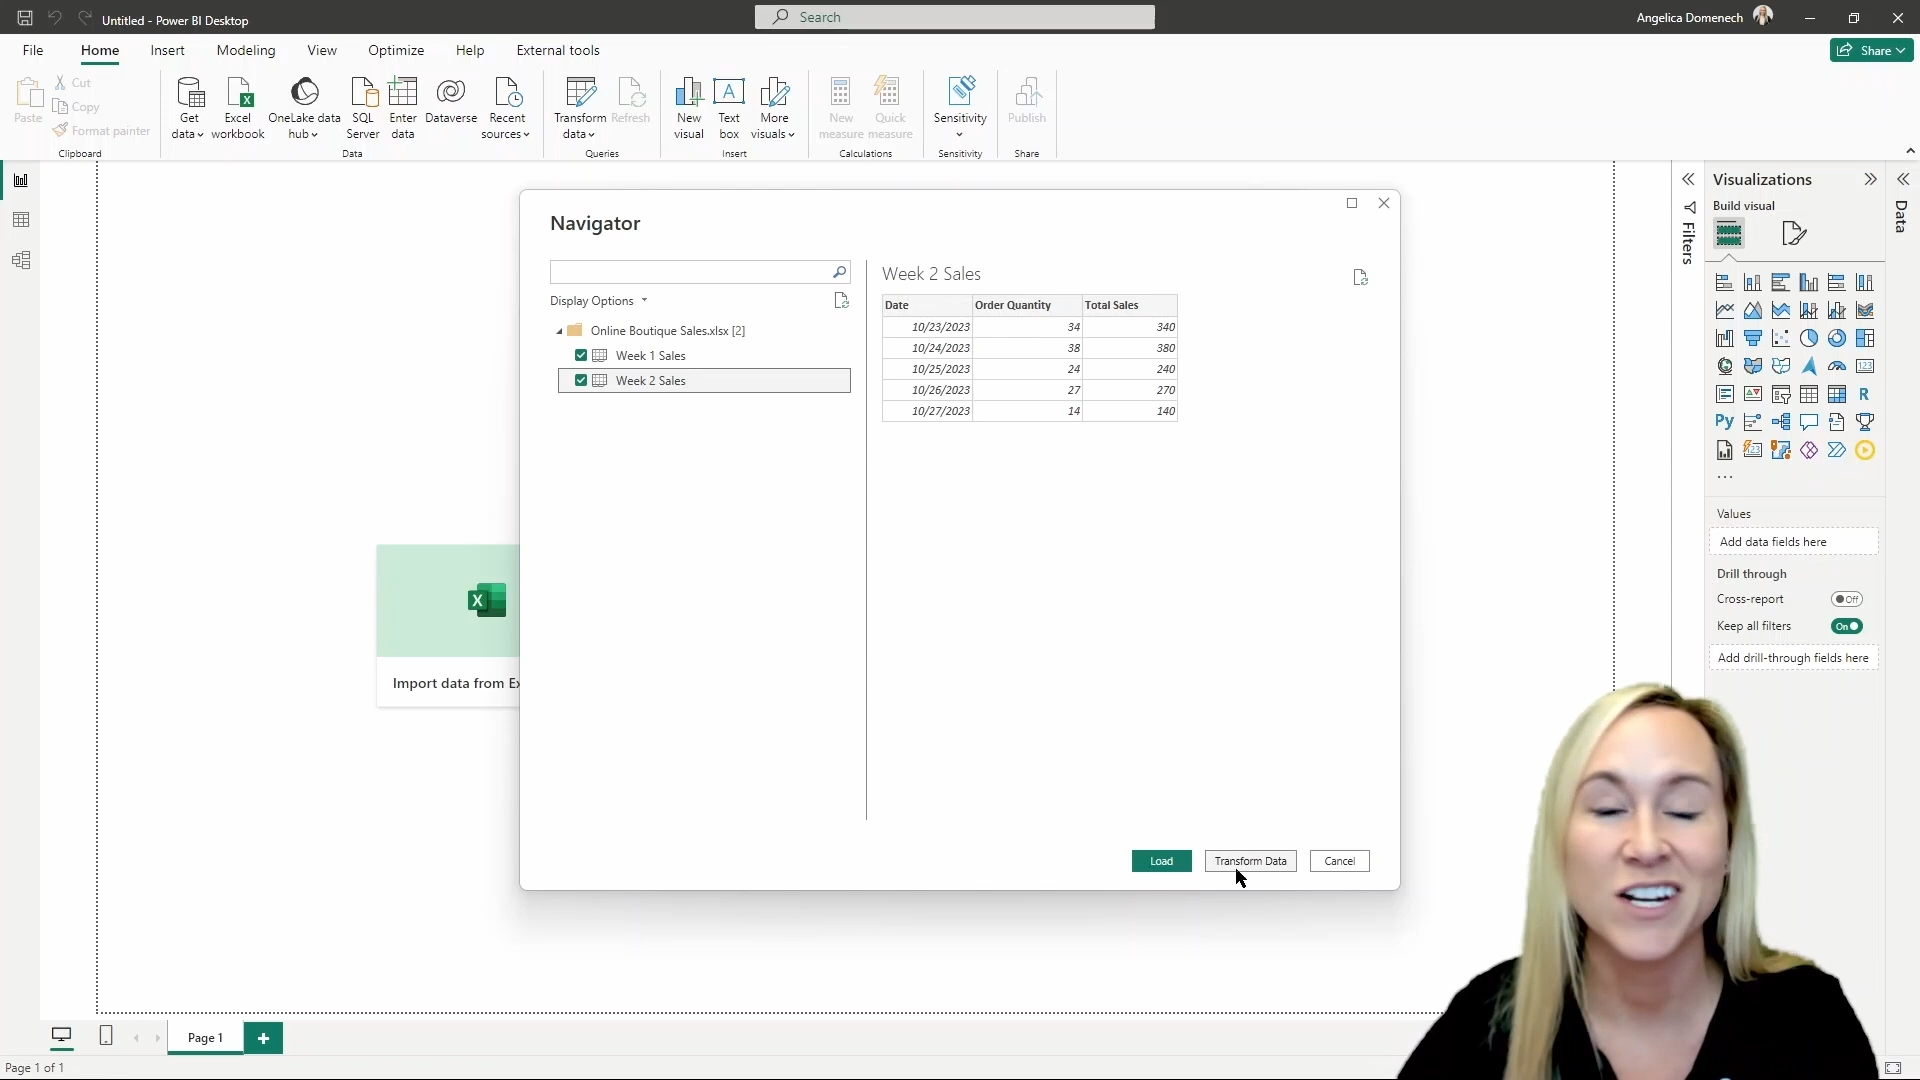 Untitled - Power BI Desktop
Search
Angelica Domenech
File
Home
Insert
Modeling
View
Optimize
Help
External tools
Share
Paste
Cut
Copy
Format painter
Clipboard
Get data
Excel workbook
OneLake data hub
SQL Server
Enter data
Dataverse
Recent sources
Data
Transform data
Refresh
Queries
New visual
Text box
More visuals
Insert
New measure
Quick measure
Calculations
Sensitivity
Sensitivity
Publish
Share
Navigator
Display Options
Online Boutique Sales.xlsx [2]
Week 1 Sales
Week 2 Sales
Week 2 Sales
Date Order Quantity Total Sales
10/23/2023 34 340
10/24/2023 38 380
10/25/2023 24 240
10/26/2023 27 270
10/27/2023 14 140
Load
Transform Data
Cancel
Import data from Ex
Filters
Visualizations
Build visual
Data
123
R
Py
123
Values
Add data fields here
Drill through
Cross-report
Off
Keep all filters
On
Add drill-through fields here
Page 1
Page 1 of 1